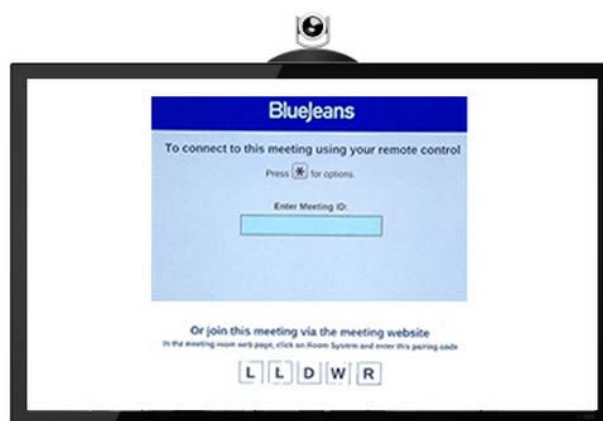 BlueJeans
To connect to this meeting using your remote control
Press * for options.
Enter Meeting ID:
Or join this meeting via the meeting website
In the meeting room web page, click on Room System and enter this pairing code
L L D W R